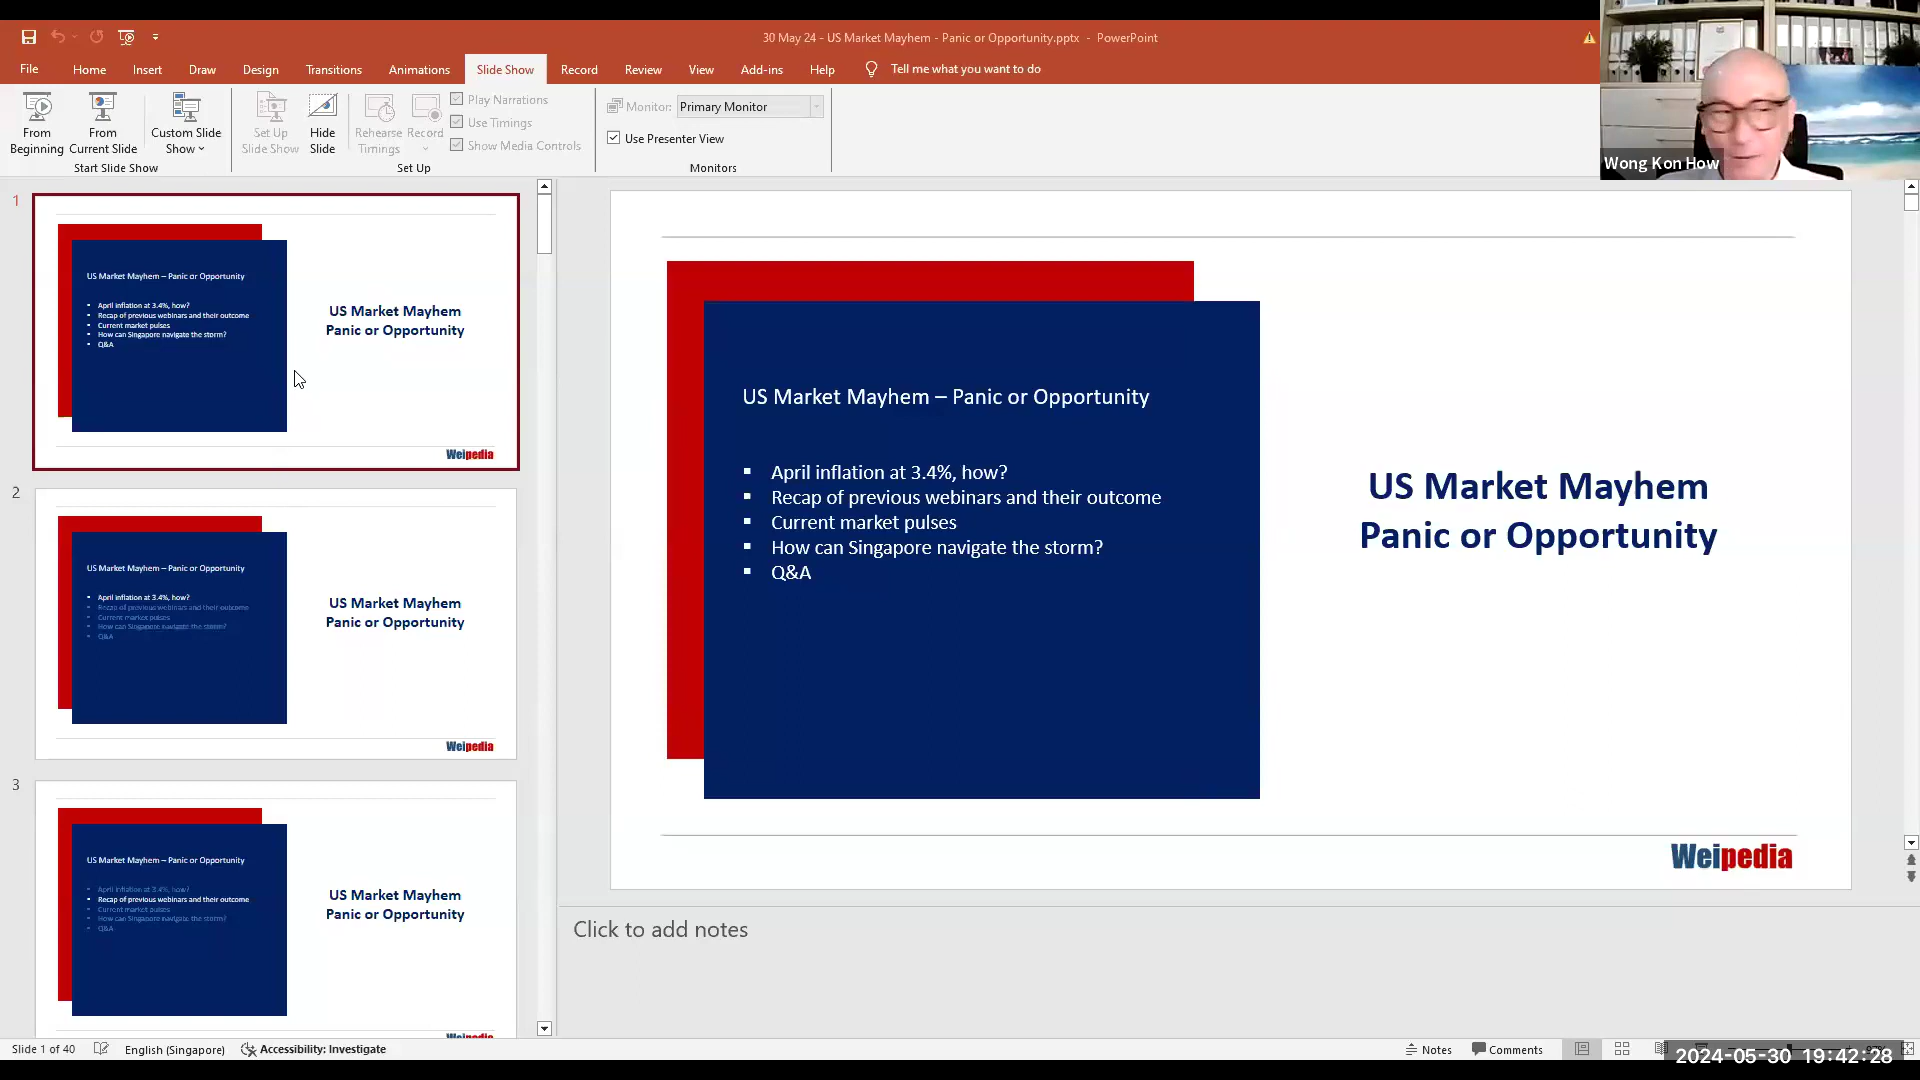 30 May 24 - US Market Mayhem - Panic or Opportunity.pptx - PowerPoint
File Home Insert Draw Design Transitions Animations Slide Show Record Review View Add-ins Help Tell me what you want to do
From Beginning
From Current Slide
Custom Slide Show
Start Slide Show
Set Up Slide Show
Hide Slide
Rehearse Timings
Record
Play Narrations
Use Timings
Show Media Controls
Set Up
Monitor: Primary Monitor
Use Presenter View
Monitors
Wong Kon How
1
US Market Mayhem – Panic or Opportunity
April inflation at 3.4%, how?
Recap of previous webinars and their outcome
Current market pulses
How can Singapore navigate the storm?
Q&A
US Market Mayhem
Panic or Opportunity
Weipedia
2
US Market Mayhem – Panic or Opportunity
April inflation at 3.4%, how?
Recap of previous webinars and their outcome
Current market pulses
How can Singapore navigate the storm?
Q&A
US Market Mayhem
Panic or Opportunity
Weipedia
3
US Market Mayhem – Panic or Opportunity
April inflation at 3.4%, how?
Recap of previous webinars and their outcome
Current market pulses
How can Singapore navigate the storm?
Q&A
US Market Mayhem
Panic or Opportunity
US Market Mayhem – Panic or Opportunity
April inflation at 3.4%, how?
Recap of previous webinars and their outcome
Current market pulses
How can Singapore navigate the storm?
Q&A
US Market Mayhem
Panic or Opportunity
Weipedia
Click to add notes
Slide 1 of 40 English (Singapore) Accessibility: Investigate Notes Comments
2024-05-30 19:42:28